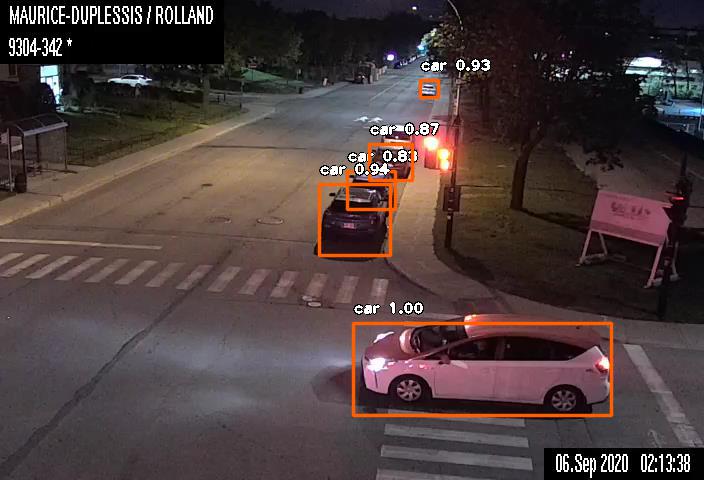 MAURICE-DUPLESSIS / ROLLAND
9304-342 *
car 0.93
car 0.87
car 0.83
car 0.94
car 1.00
06.Sep 2020 02:13:38